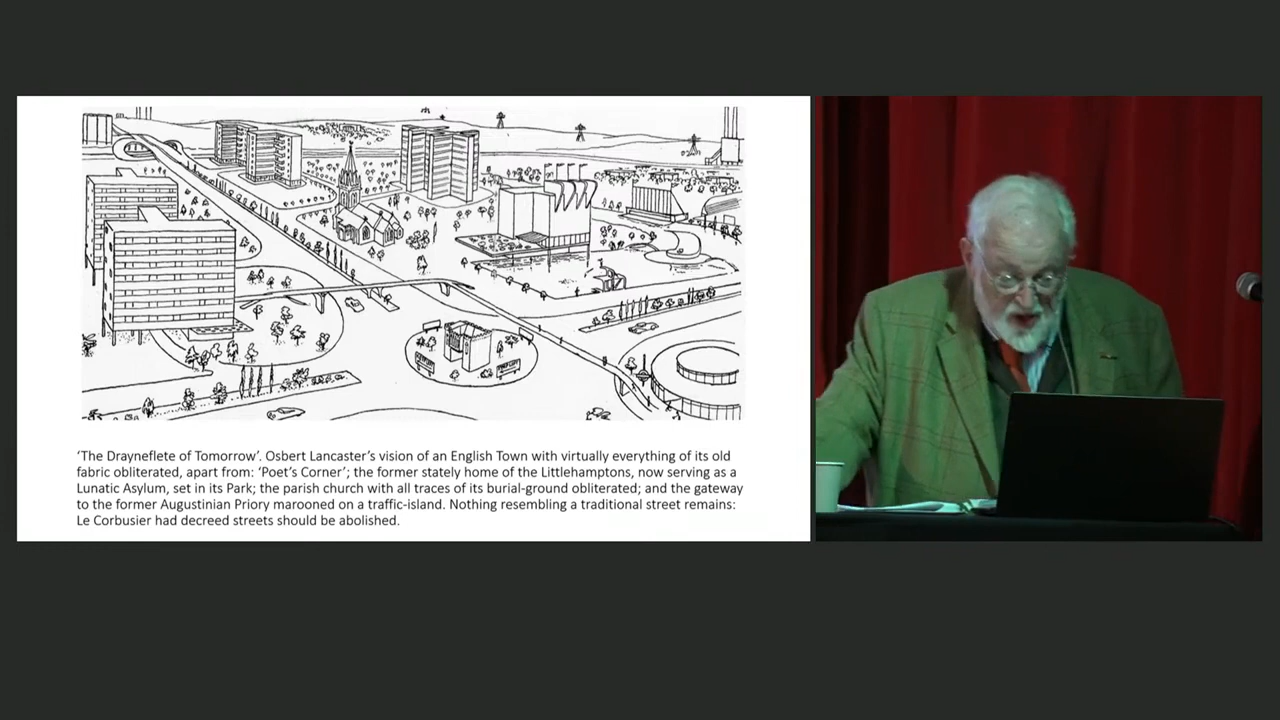 ‘The Drayneflete of Tomorrow’. Osbert Lancaster’s vision of an English Town with virtually everything of its old
fabric obliterated, apart from: ‘Poet’s Corner’; the former stately home of the Littlehamptons, now serving as a
Lunatic Asylum, set in its Park; the parish church with all traces of its burial-ground obliterated; and the gateway
to the former Augustinian Priory marooned on a traffic-island. Nothing resembling a traditional street remains:
Le Corbusier had decreed streets should be abolished.